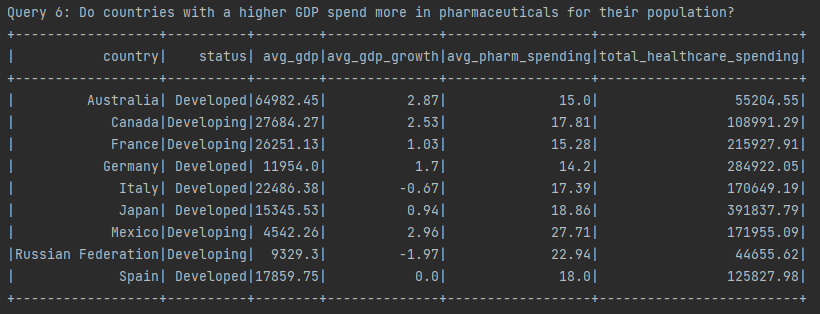 Query 6: Do countries with a higher GDP spend more in pharmaceuticals for their population?
+------------------+----------+--------+--------------+------------------+-------------------------+
|           country|    status| avg_gdp|avg_gdp_growth|avg_pharm_spending|total_healthcare_spending|
+------------------+----------+--------+--------------+------------------+-------------------------+
|         Australia| Developed|64982.45|          2.87|              15.0|                 55204.55|
|            Canada|Developing|27684.27|          2.53|             17.81|                108991.29|
|            France|Developing|26251.13|          1.03|             15.28|                215927.91|
|           Germany| Developed| 11954.0|           1.7|              14.2|                284922.05|
|             Italy| Developed|22486.38|         -0.67|             17.39|                170649.19|
|             Japan| Developed|15345.53|          0.94|             18.86|                391837.79|
|            Mexico|Developing| 4542.26|          2.96|             27.71|                171955.09|
|Russian Federation|Developing|  9329.3|         -1.97|             22.94|                 44655.62|
|             Spain| Developed|17859.75|           0.0|              18.0|                125827.98|
+------------------+----------+--------+--------------+------------------+-------------------------+